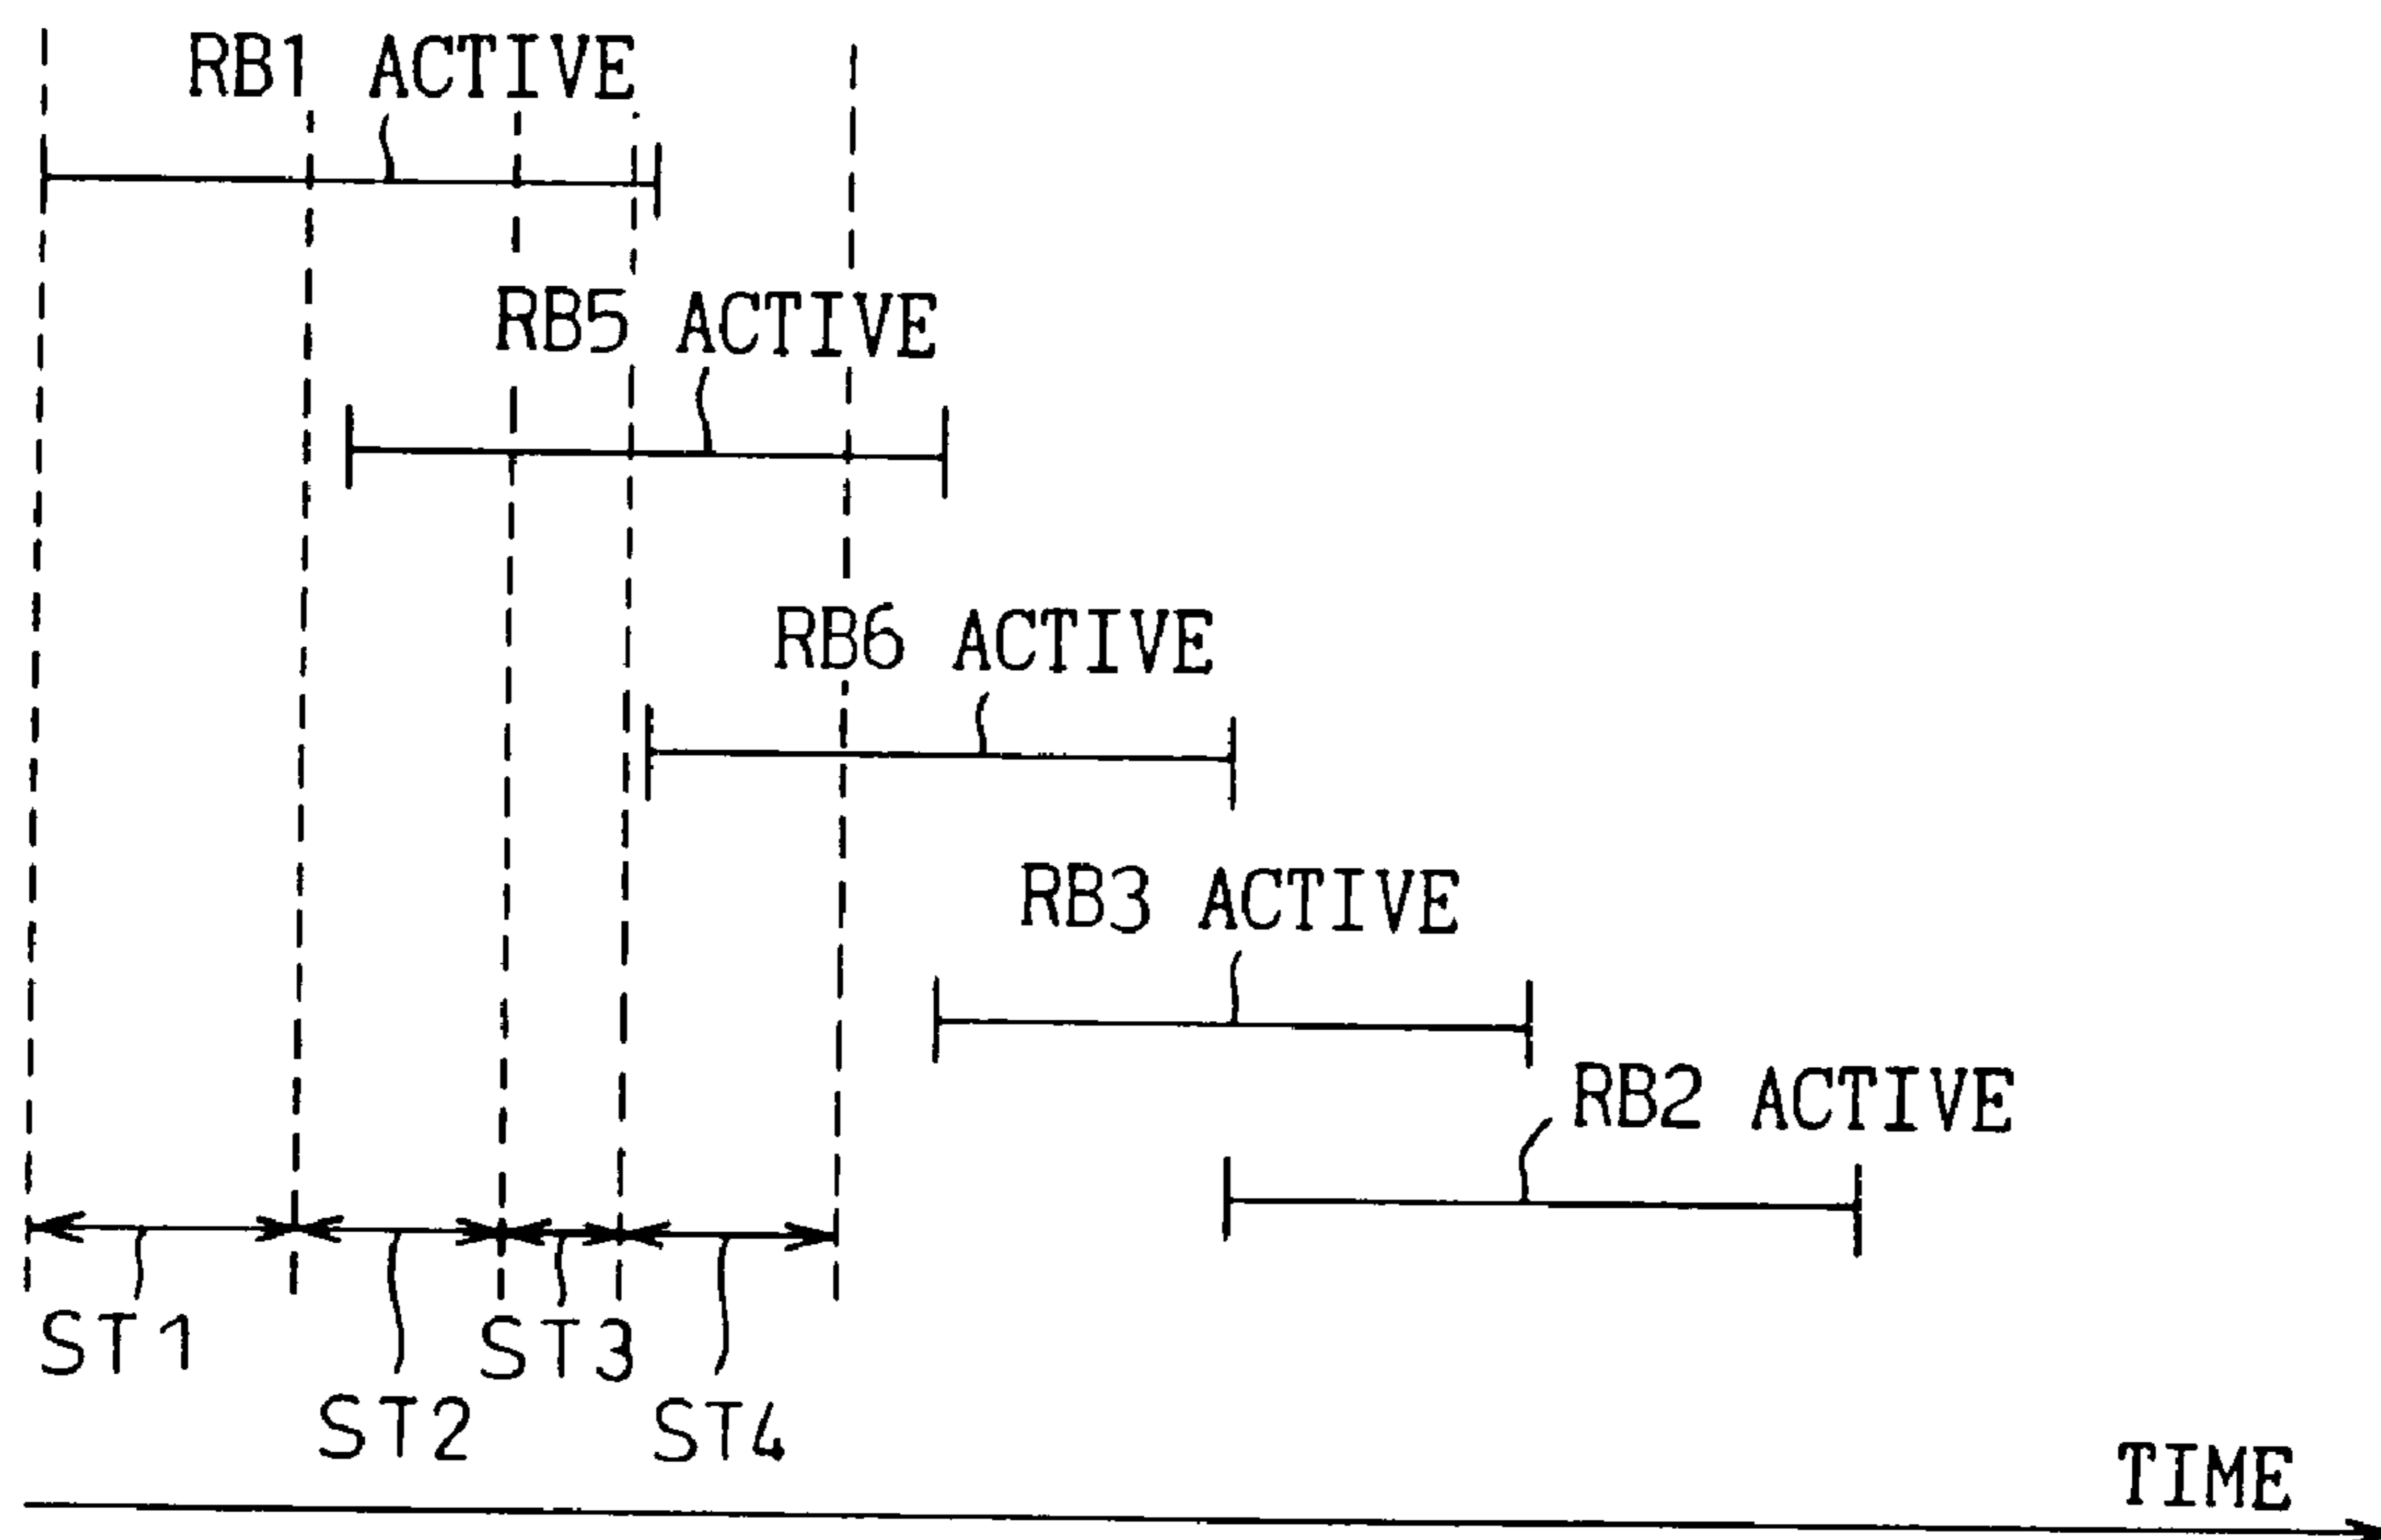 RB1 ACTIVE
RB5 ACTIVE
RB6 ACTIVE
RB3 ACTIVE
RB2 ACTIVE
ST1
ST2
ST3
ST4
TIME